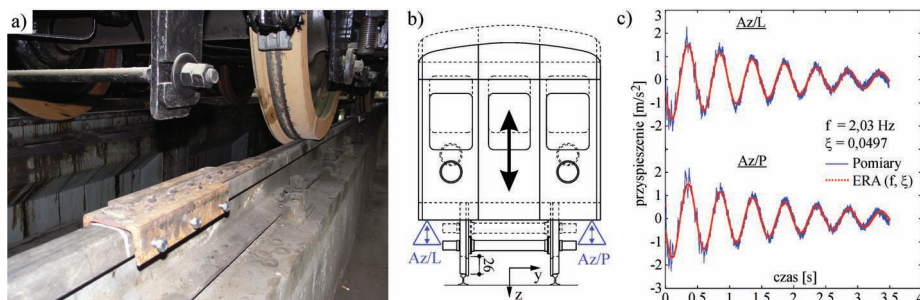 a)
b)
Az/L
Az/P
26
y
z
c)
przyspieszenie [m/s²]
3
2
1
0
-1
-2
2
1
0
-1
-2
-3
Az/L
f = 2,03 Hz
ξ = 0,0497
Pomiary
ERA (f, ξ)
Az/P
0
0.5
1
1.5
2
2.5
3
3.5
czas [s]